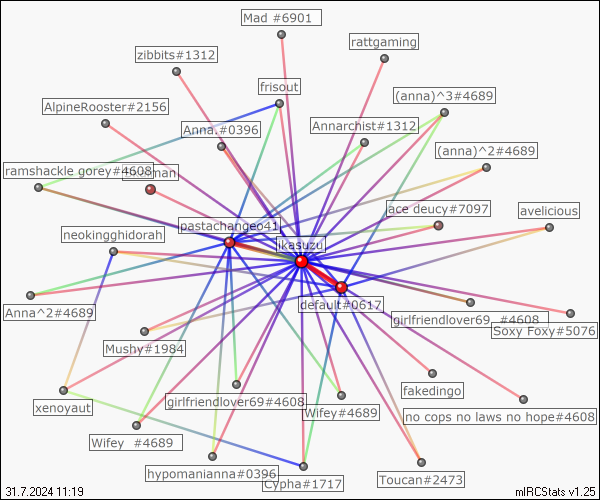 Mad #6901
rattgaming
zibbits#1312
frisout
(anna)^3#4689
AlpineRooster#2156
Anna.#0396
Annarchist#1312
(anna)^2#4689
ramshackle gorey#4608
man
ace deucy#7097
avelicious
pastachangeo41
neokingghidorah
ikasuzu
default#0617
Anna^2#4689
girlfriendlover69_ #4608
Soxy Foxy#5076
Mushy#1984
fakedingo
xenoyaut
girlfriendlover69#4608
Wifey#4689
no cops no laws no hope#4608
Wifey #4689
hypomanianna#0396
Cypha#1717
Toucan#2473
31.7.2024 11:19
mIRCStats v1.25